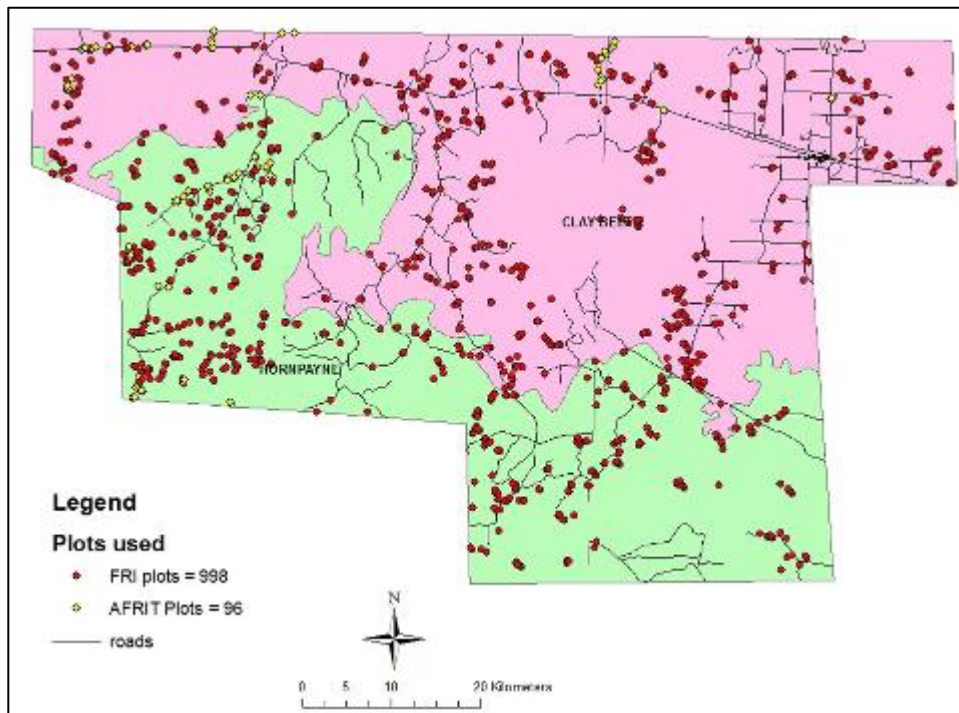 CLAY BELT
HORNPAYNE
Legend
Plots used
FRI plots = 998
AFRIT Plots = 96
roads
N
0 5 10 20 Kilometers